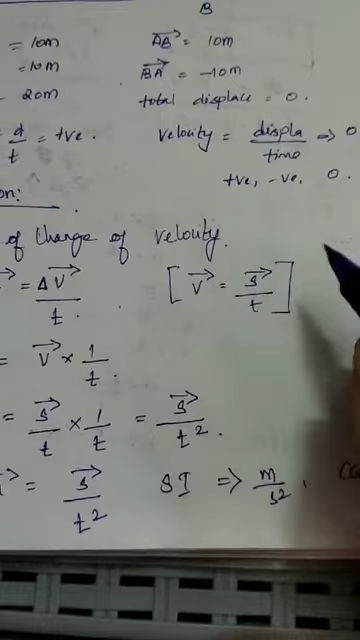 B
= 10m AB→ = 10m
= 10m BA→ = -10m
20m total displace = 0.
= d/t = +ve. velocity = displa/time => 0
+ve, -ve, 0.
on:
of change of velocity.
= ΔV→/t. [V→ = s→/t]
= V→ × 1/t.
= s→/t × 1/t = s→/t².
= s→/t² SI => m/s²,